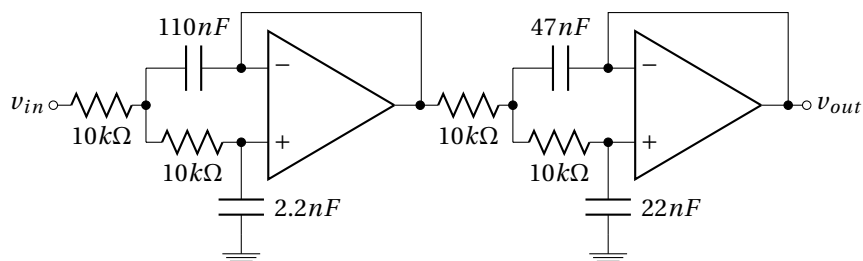 110nF
47nF
−
−
v_in
v_out
10kΩ
10kΩ
+
+
10kΩ
10kΩ
2.2nF
22nF